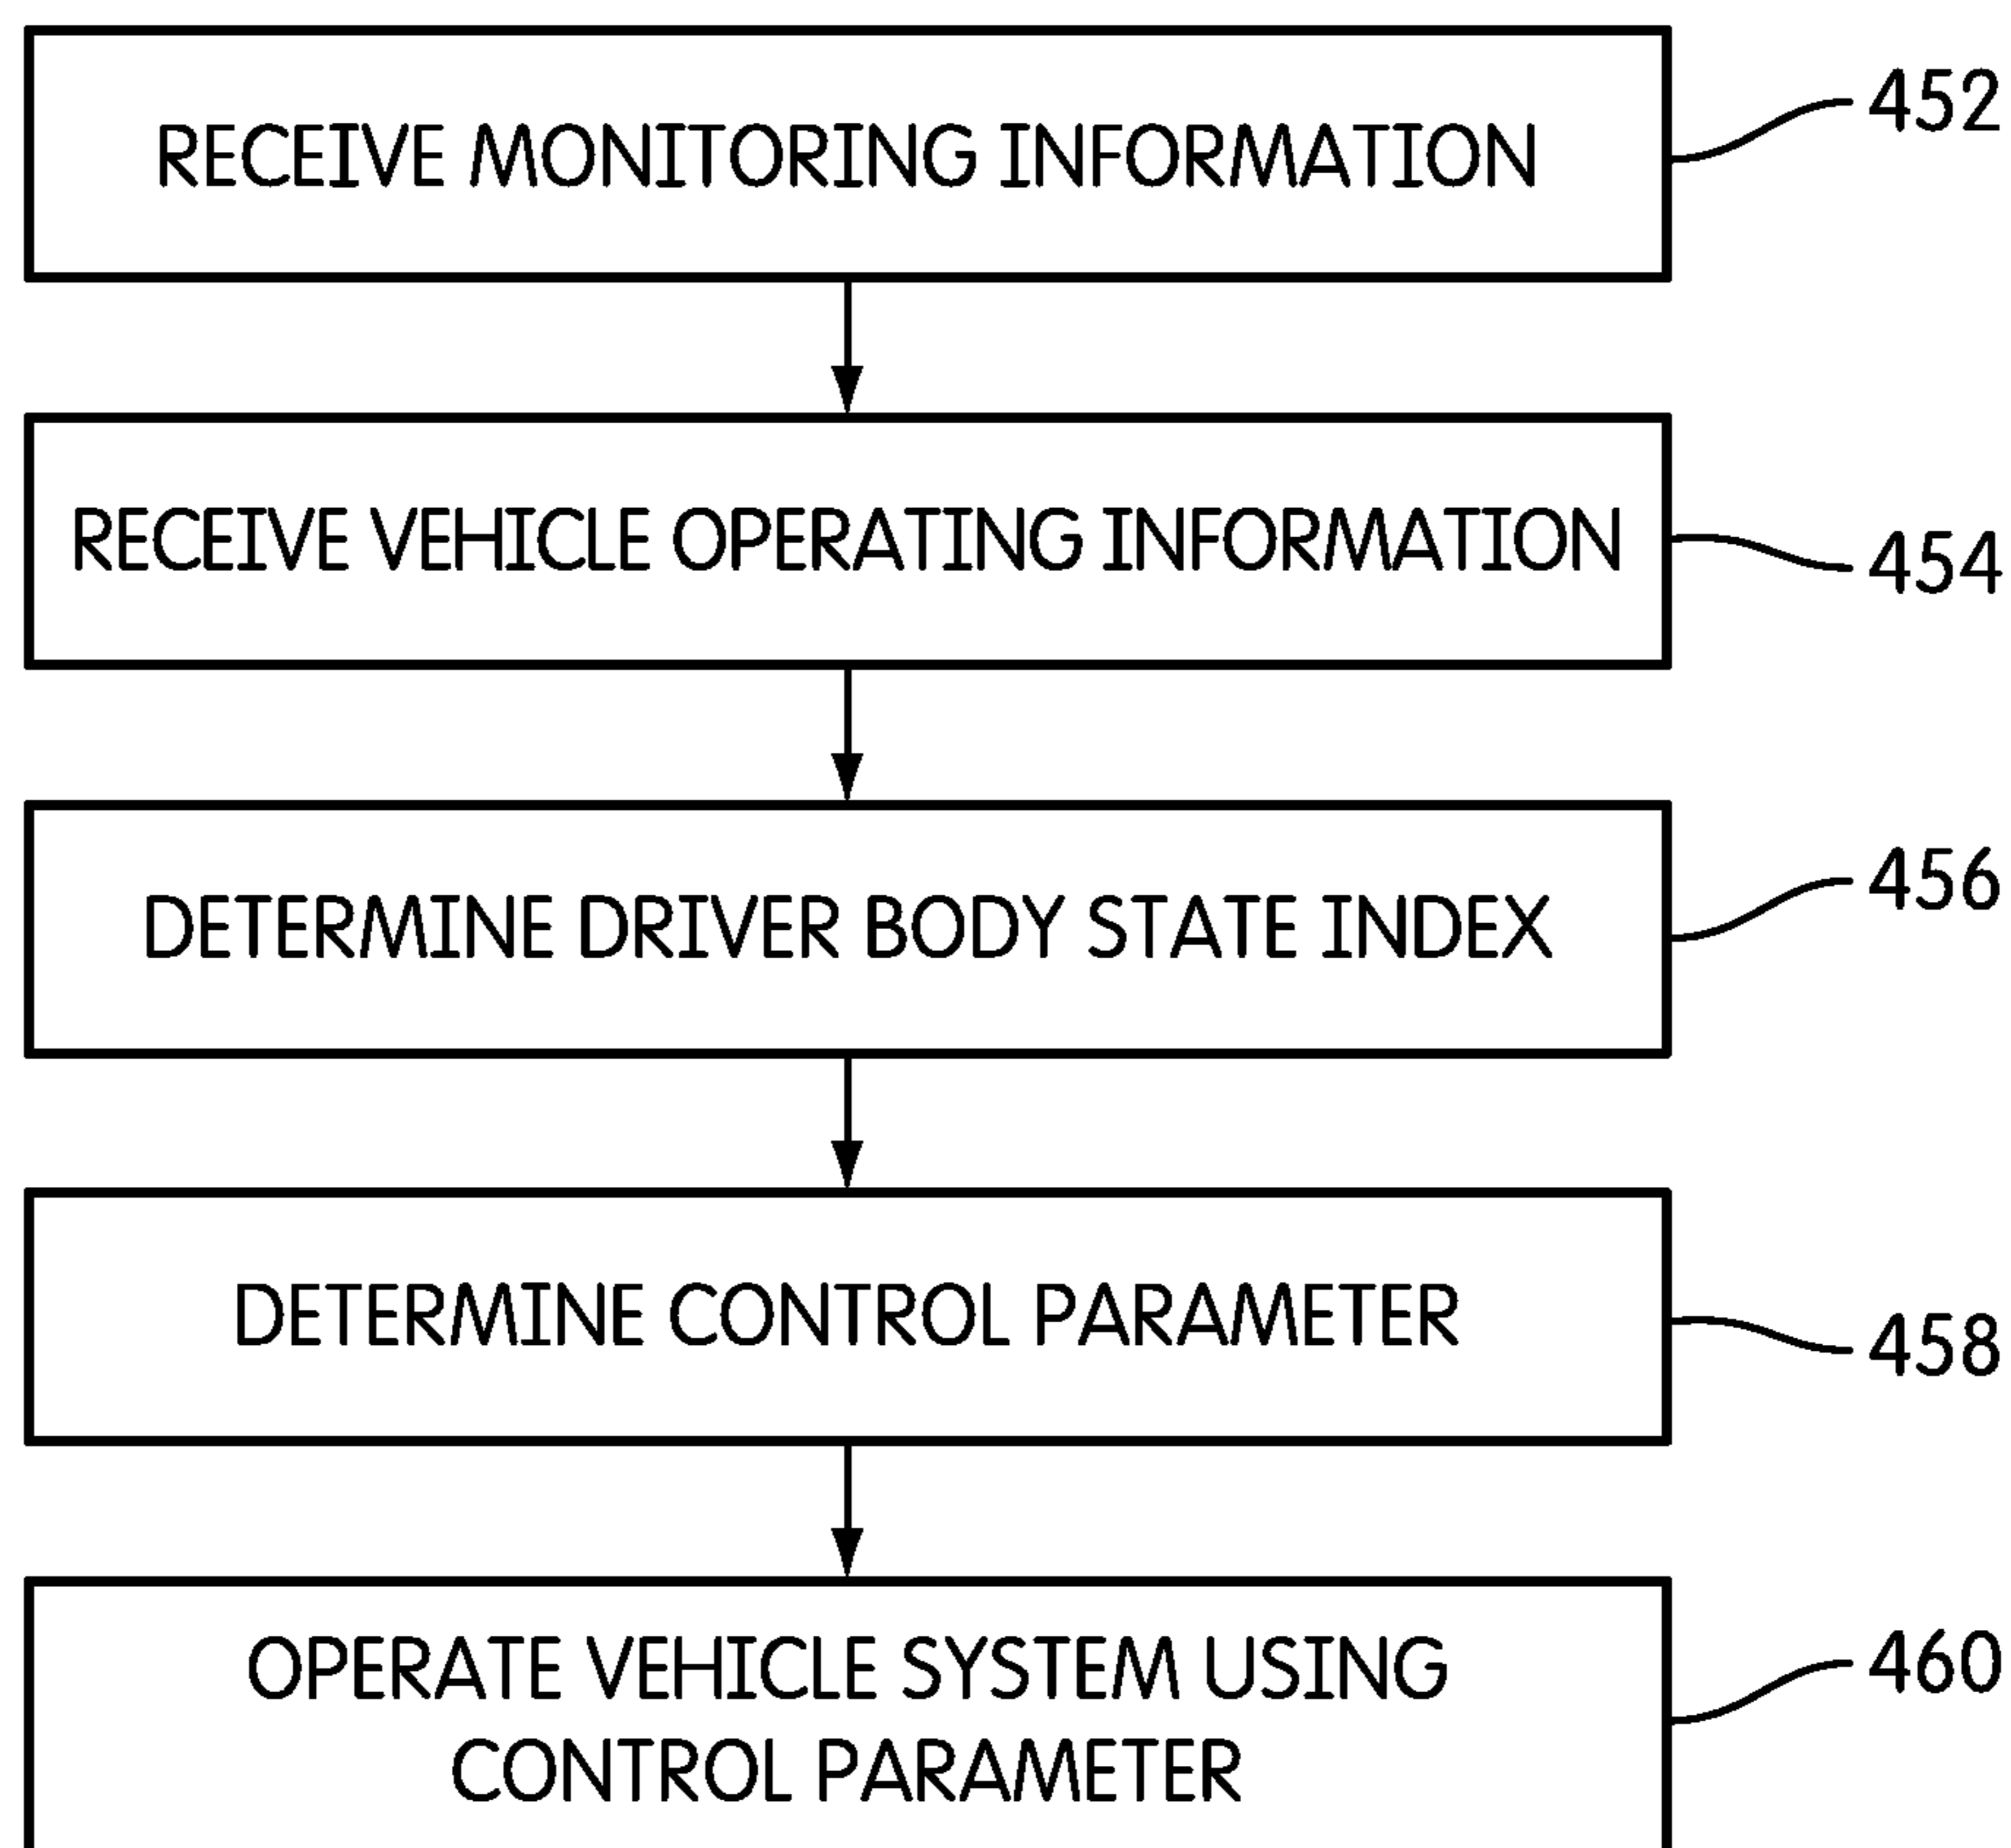 RECEIVE MONITORING INFORMATION
452
RECEIVE VEHICLE OPERATING INFORMATION
454
DETERMINE DRIVER BODY STATE INDEX
456
DETERMINE CONTROL PARAMETER
458
OPERATE VEHICLE SYSTEM USING
CONTROL PARAMETER
460